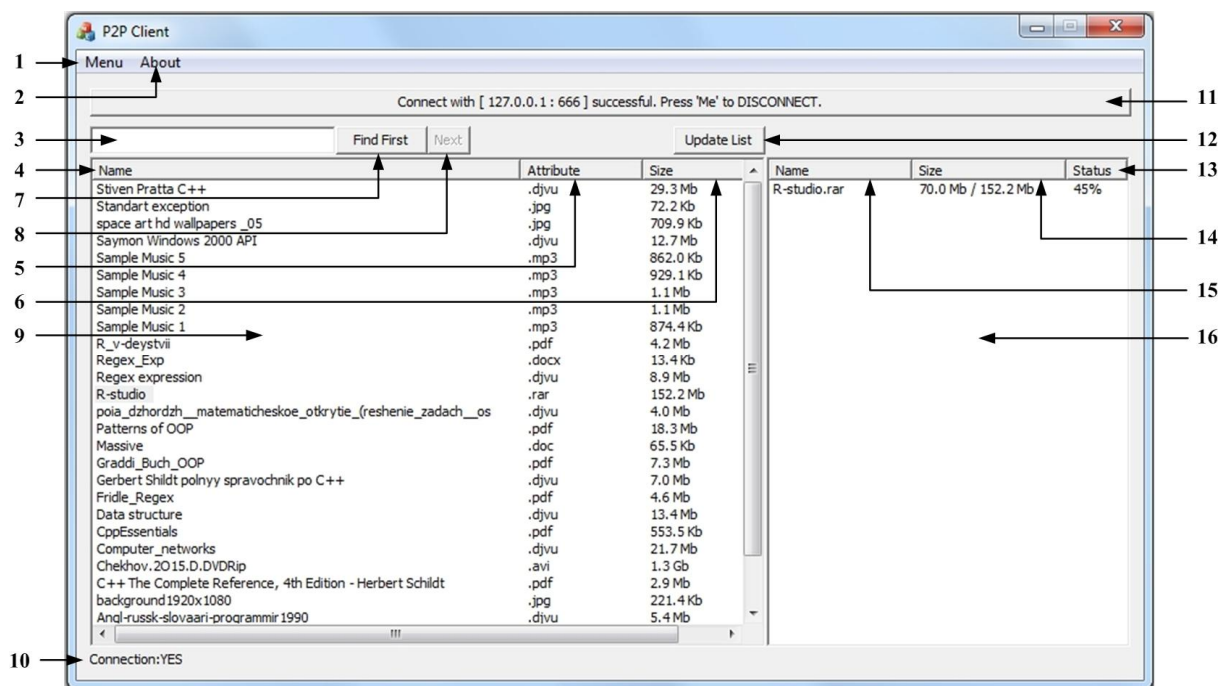 P2P Client
1 Menu About
2
Connect with [ 127.0.0.1 : 666 ] successful. Press 'Me' to DISCONNECT. 11
3 Find First Next Update List 12
4 Name Attribute Size Name Size Status 13
Stiven Pratta C++ .djvu 29.3 Mb R-studio.rar 70.0 Mb / 152.2 Mb 45%
7 Standart exception .jpg 72.2 Kb
space art hd wallpapers _05 .jpg 709.9 Kb
8 Saymon Windows 2000 API .djvu 12.7 Mb 14
5 Sample Music 5 .mp3 862.0 Kb
Sample Music 4 .mp3 929.1 Kb
Sample Music 3 .mp3 1.1 Mb 15
6 Sample Music 2 .mp3 1.1 Mb
Sample Music 1 .mp3 874.4 Kb
9 R_v-deystvii .pdf 4.2 Mb 16
Regex_Exp .docx 13.4 Kb
Regex expression .djvu 8.9 Mb
R-studio .rar 152.2 Mb
poia_dzhordzh__matematicheskoe_otkrytie_(reshenie_zadach__os .djvu 4.0 Mb
Patterns of OOP .pdf 18.3 Mb
Massive .doc 65.5 Kb
Graddi_Buch_OOP .pdf 7.3 Mb
Gerbert Shildt polnyy spravochnik po C++ .djvu 7.0 Mb
Fridle_Regex .pdf 4.6 Mb
Data structure .djvu 13.4 Mb
CppEssentials .pdf 553.5 Kb
Computer_networks .djvu 21.7 Mb
Chekhov.2O15.D.DVDRip .avi 1.3 Gb
C++ The Complete Reference, 4th Edition - Herbert Schildt .pdf 2.9 Mb
background1920x1080 .jpg 221.4 Kb
Angl-russk-slovaari-programmir1990 .djvu 5.4 Mb
10 Connection:YES